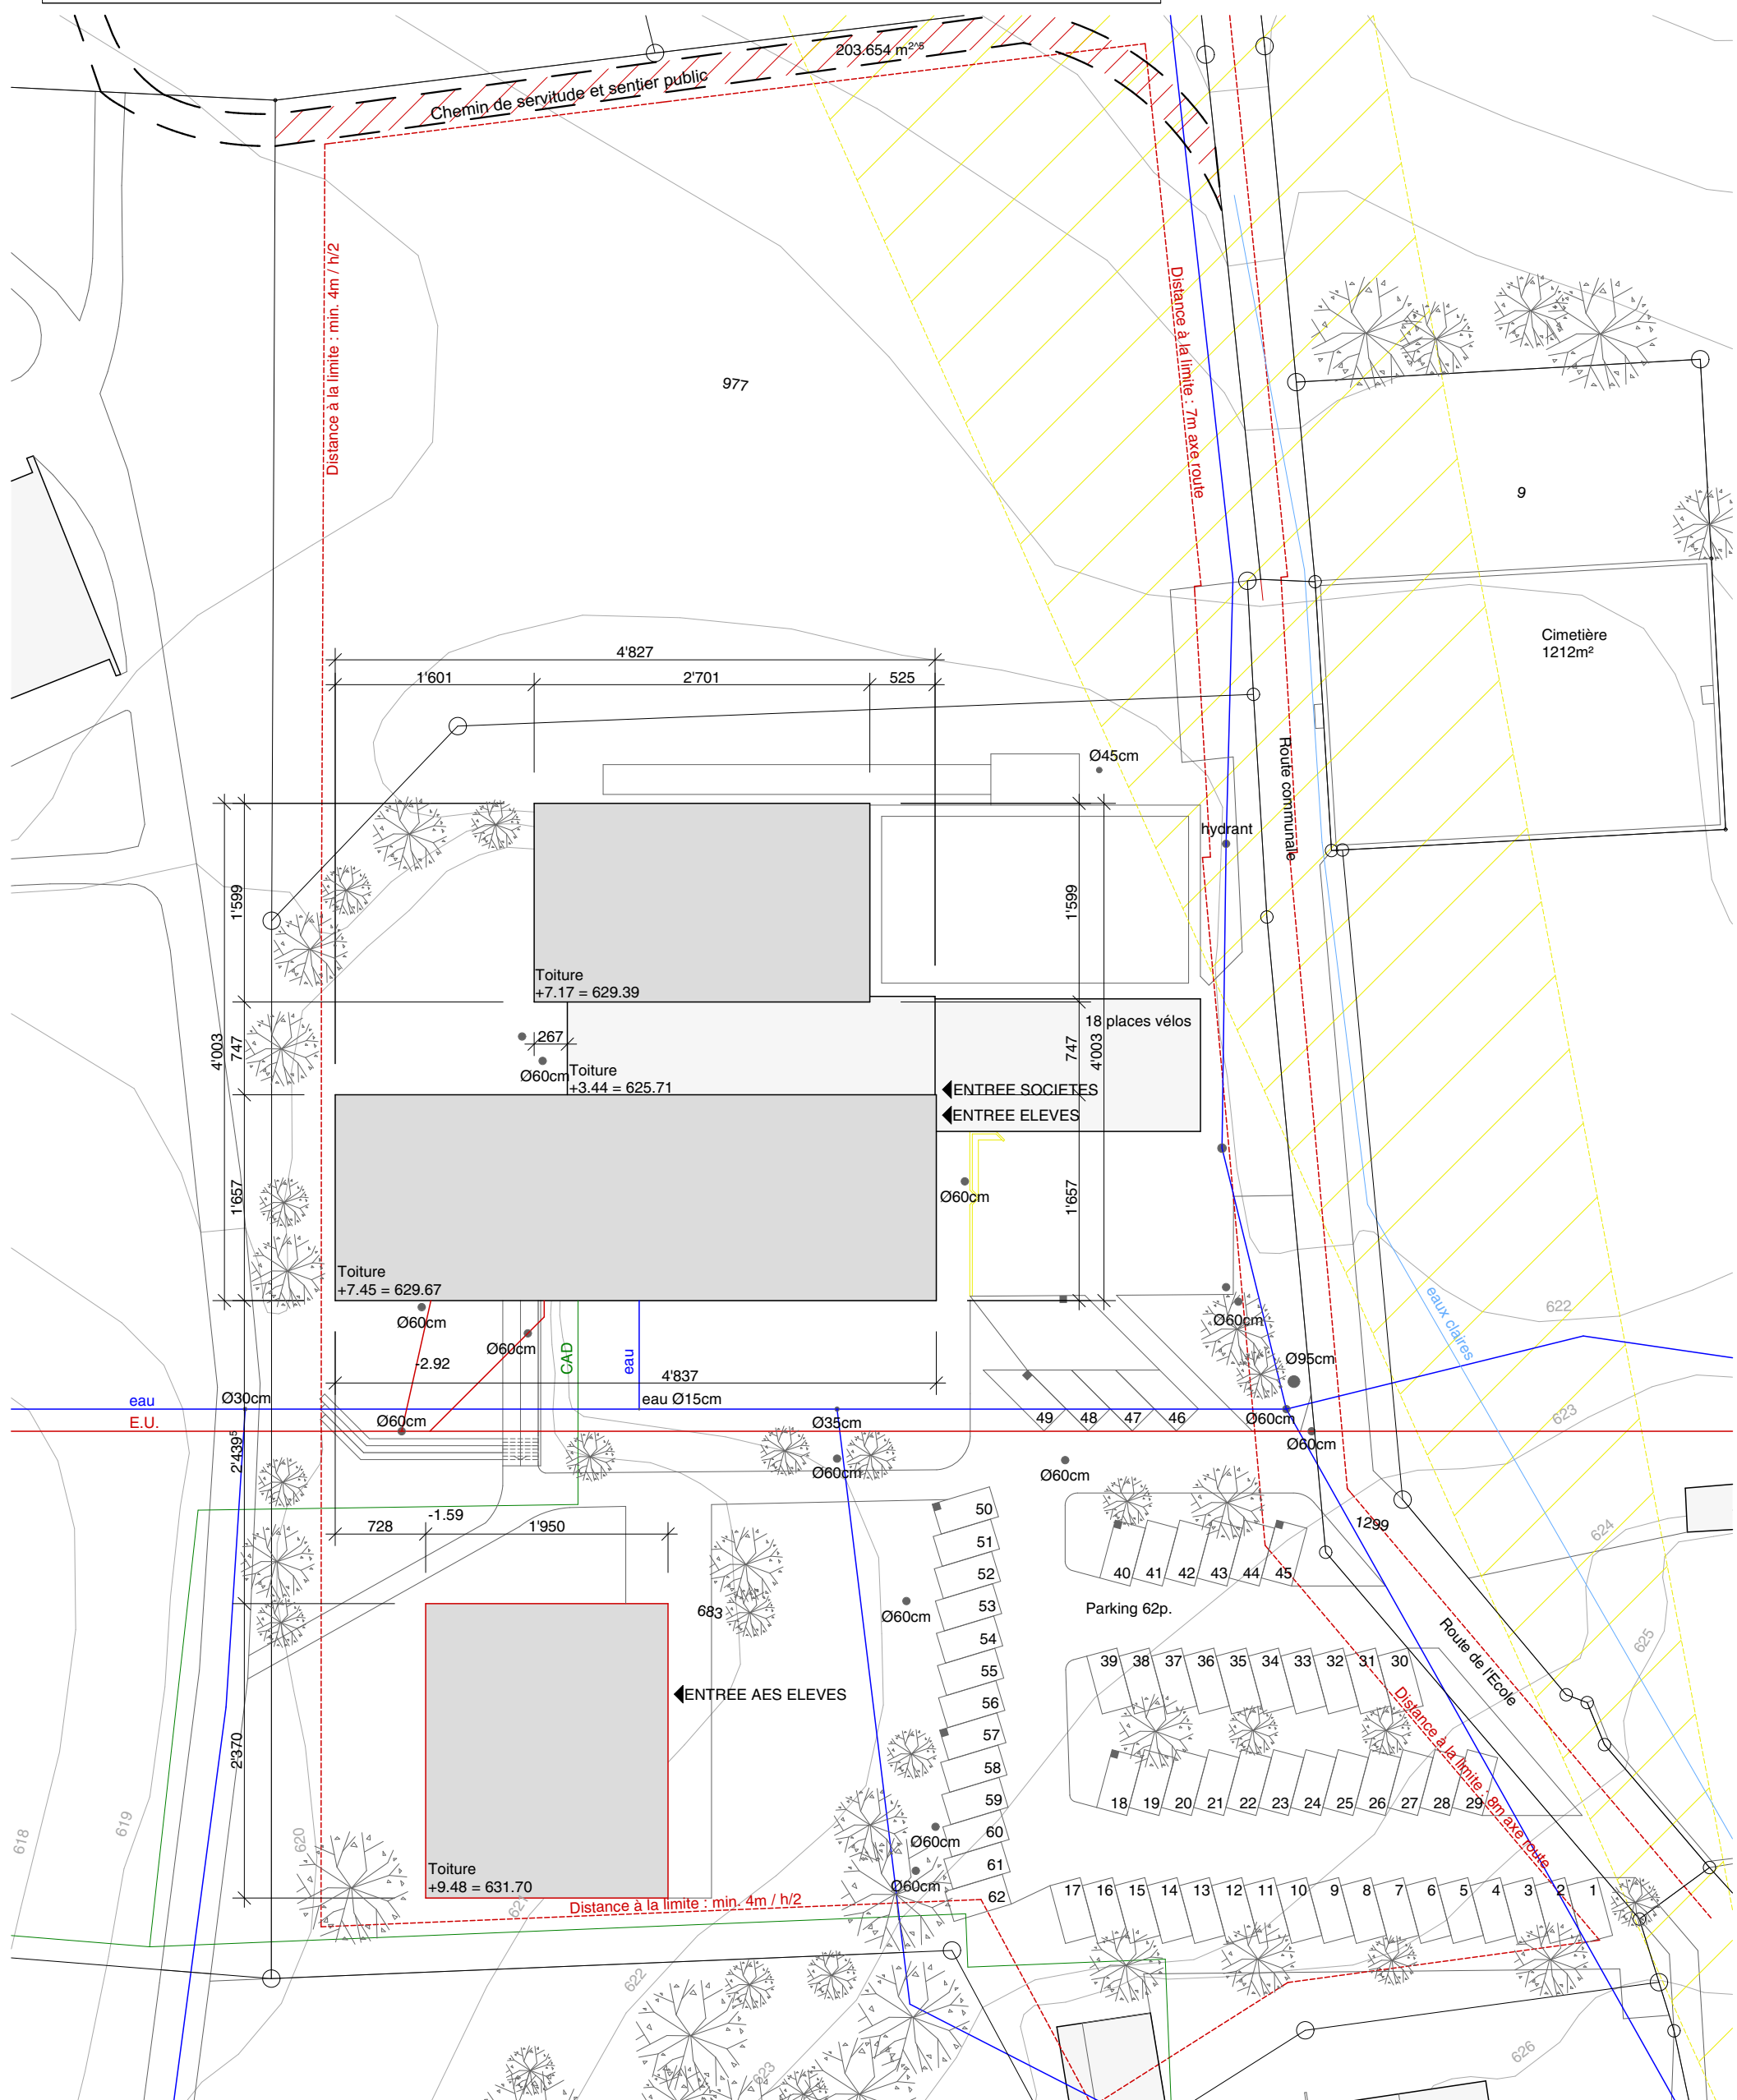 203.654 m²^5
Chemin de servitude et sentier public
Distance à la limite : min. 4m / h/2
Distance à la limite : 7m axe route
977
9
Cimetière
1212m²
4'827
1'601
2'701
525
Ø45cm
hydrant
Route communale
1'599
1'599
Toiture
+7.17 = 629.39
18 places vélos
4'003
747
267
747
4'003
Ø60cm
Toiture
+3.44 = 625.71
ENTREE SOCIETES
ENTREE ELEVES
1'657
Ø60cm
1'657
Toiture
+7.45 = 629.67
Ø60cm
Ø60cm
CAD
eau
-2.92
4'837
Ø60cm
622
eaux claires
Ø95cm
eau
Ø30cm
eau Ø15cm
E.U.
Ø60cm
Ø35cm
49
48
47
46
Ø60cm
Ø60cm
623
2'439⁵
Ø60cm
Ø60cm
-1.59
728
1'950
50
51
52
53
54
55
56
57
58
59
60
61
62
1299
624
40
41
42
43
44
45
Parking 62p.
683
Ø60cm
625
Route de l'Ecole
39
38
37
36
35
34
33
32
31
30
ENTREE AES ELEVES
Distance à la limite : 8m axe route
2'370
18
19
20
21
22
23
24
25
26
27
28
29
618
619
620
Ø60cm
Ø60cm
Toiture
+9.48 = 631.70
17
16
15
14
13
12
11
10
9
8
7
6
5
4
3
2
1
Distance à la limite : min. 4m / h/2
621
622
623
626